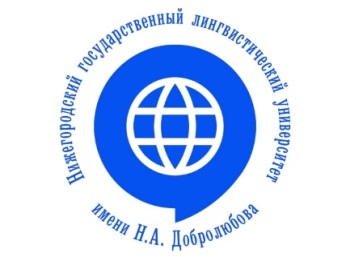 Нижегородский государственный лингвистический университет
имени Н.А. Добролюбова